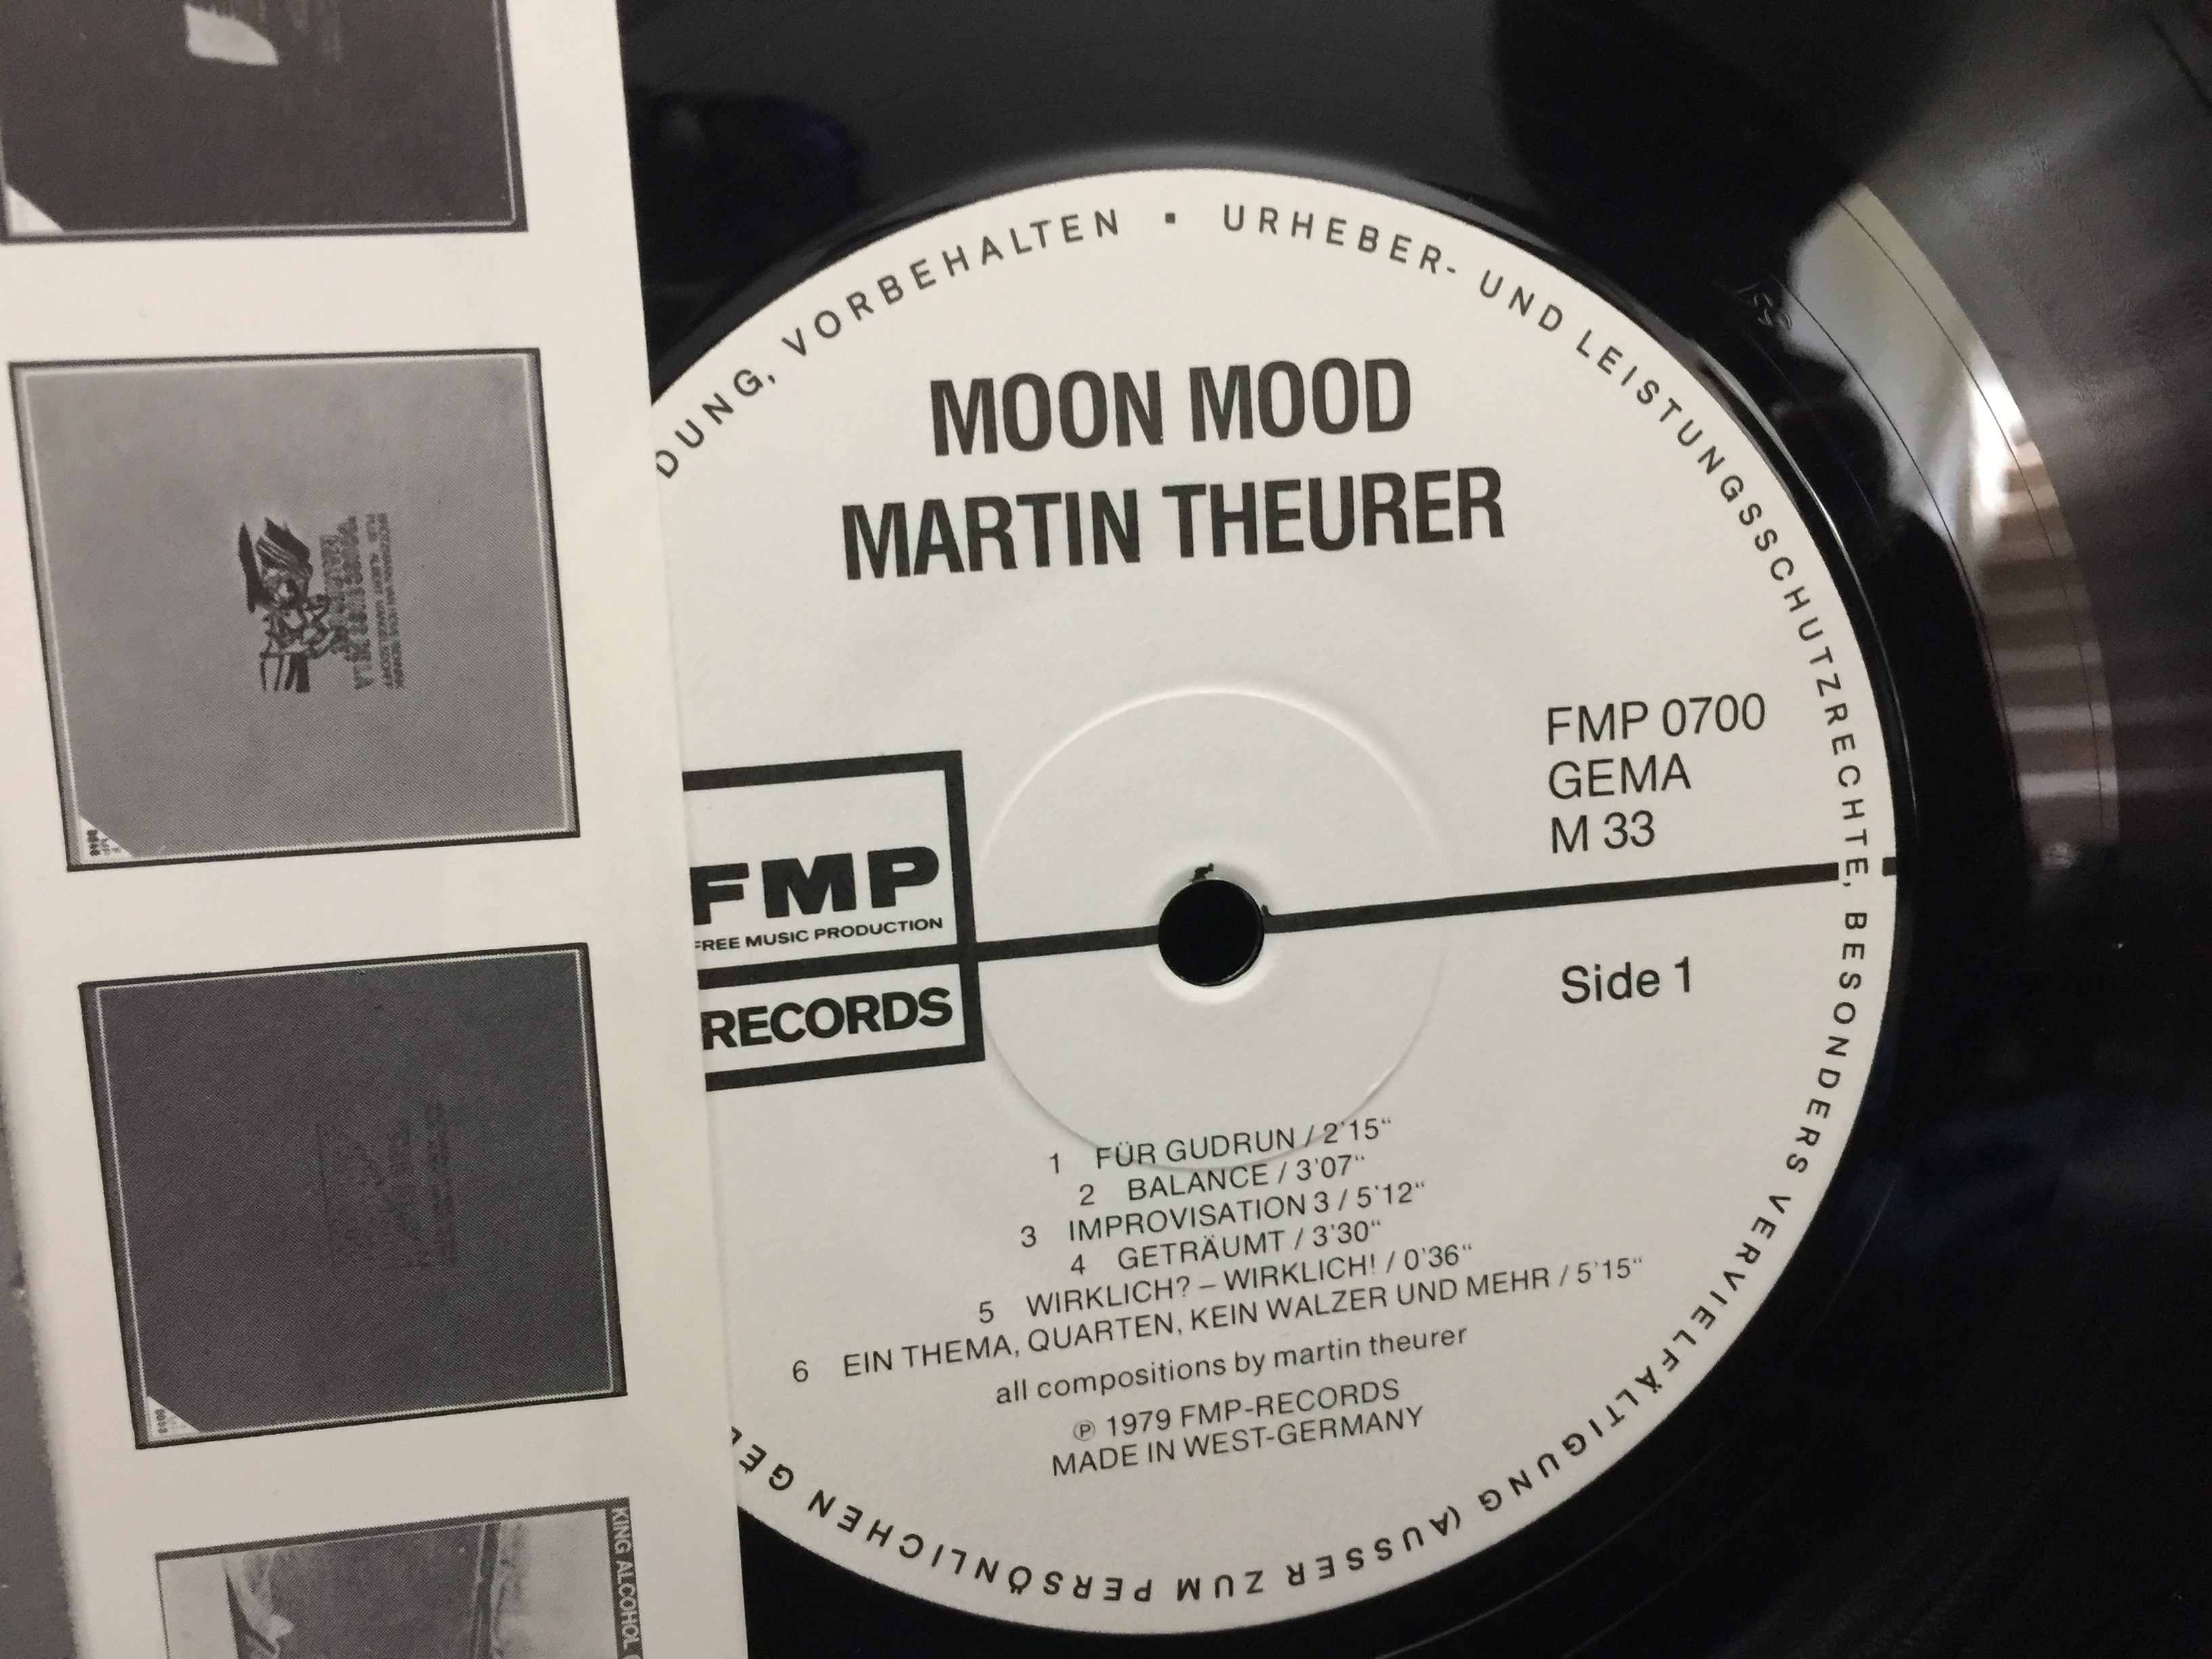 DUNG, VORBEHALTEN ▪ URHEBER- UND LEISTUNGSSCHUTZRECHTE, BESONDERS VERVIELFÄLTIGUNG (AUSSER ZUM PERSÖNLICHEN
MOON MOOD
MARTIN THEURER
FMP 0700
GEMA
M 33
FMP
FREE MUSIC PRODUCTION
RECORDS
Side 1
1 FÜR GUDRUN / 2'15“
2 BALANCE / 3'07“
3 IMPROVISATION 3 / 5'12“
4 GETRÄUMT / 3'30“
5 WIRKLICH? – WIRKLICH! / 0'36“
6 EIN THEMA, QUARTEN, KEIN WALZER UND MEHR / 5'15“
all compositions by martin theurer
℗ 1979 FMP-RECORDS
MADE IN WEST-GERMANY
KING ALCOHOL